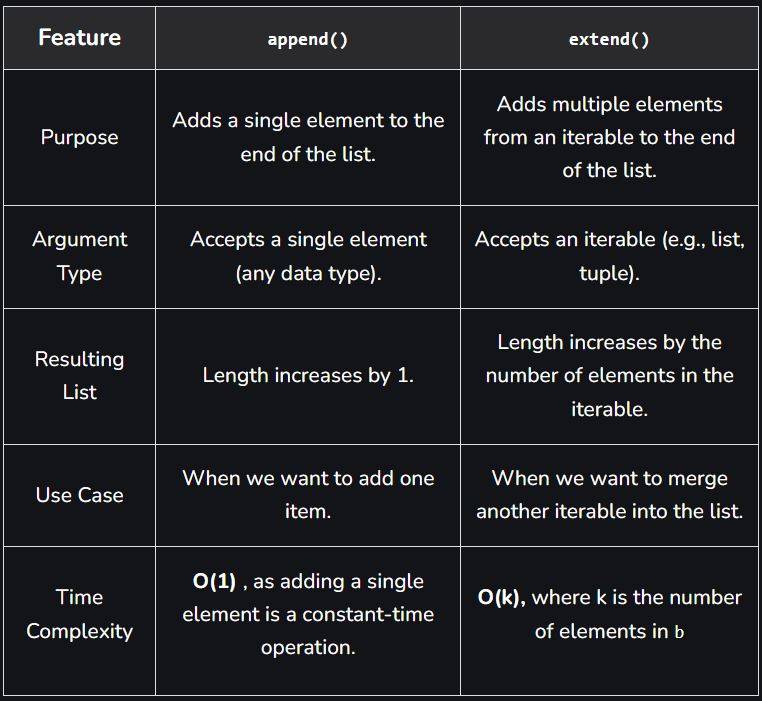 Feature
append()
extend()
Purpose
Adds a single element to the
end of the list.
Adds multiple elements
from an iterable to the end
of the list.
Argument
Type
Accepts a single element
(any data type).
Accepts an iterable (e.g., list,
tuple).
Resulting
List
Length increases by 1.
Length increases by the
number of elements in the
iterable.
Use Case
When we want to add one
item.
When we want to merge
another iterable into the list.
Time
Complexity
O(1) , as adding a single
element is a constant-time
operation.
O(k), where k is the number
of elements in b